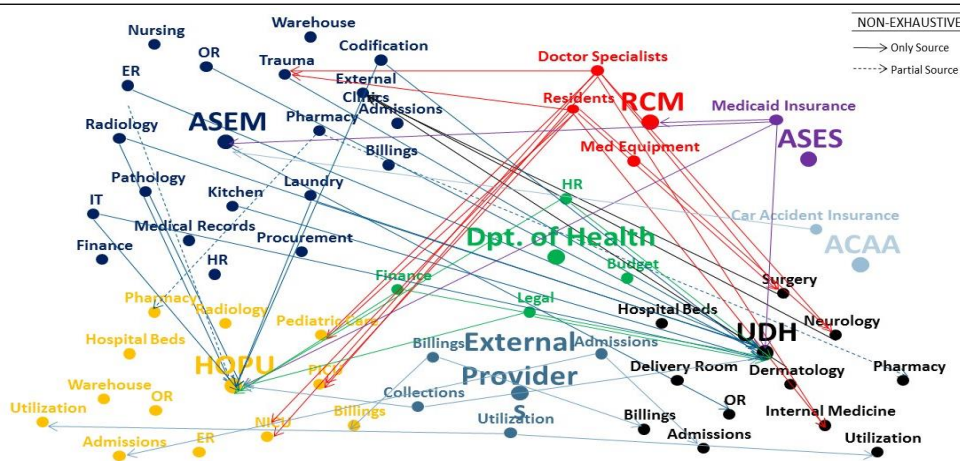 NON-EXHAUSTIVE
Only Source
Partial Source
Warehouse
Nursing
OR
Codification
Trauma
Doctor Specialists
ER
External
Clinics
Residents
RCM
Medicaid Insurance
Admissions
Radiology
ASEM
Pharmacy
ASES
Med Equipment
Billings
Pathology
Kitchen
Laundry
HR
IT
Car Accident Insurance
Medical Records
Procurement
Dpt. of Health
ACAA
Finance
HR
Finance
Budget
Surgery
Pharmacy
Radiology
Pediatric Care
Legal
Hospital Beds
Neurology
Hospital Beds
Billings
External
Admissions
UDH
HOPU
PICU
Provider
s
Delivery Room
Dermatology
Pharmacy
Warehouse
OR
Collections
OR
Utilization
Billings
Utilization
Billings
Internal Medicine
NICU
Admissions
ER
Admissions
Utilization